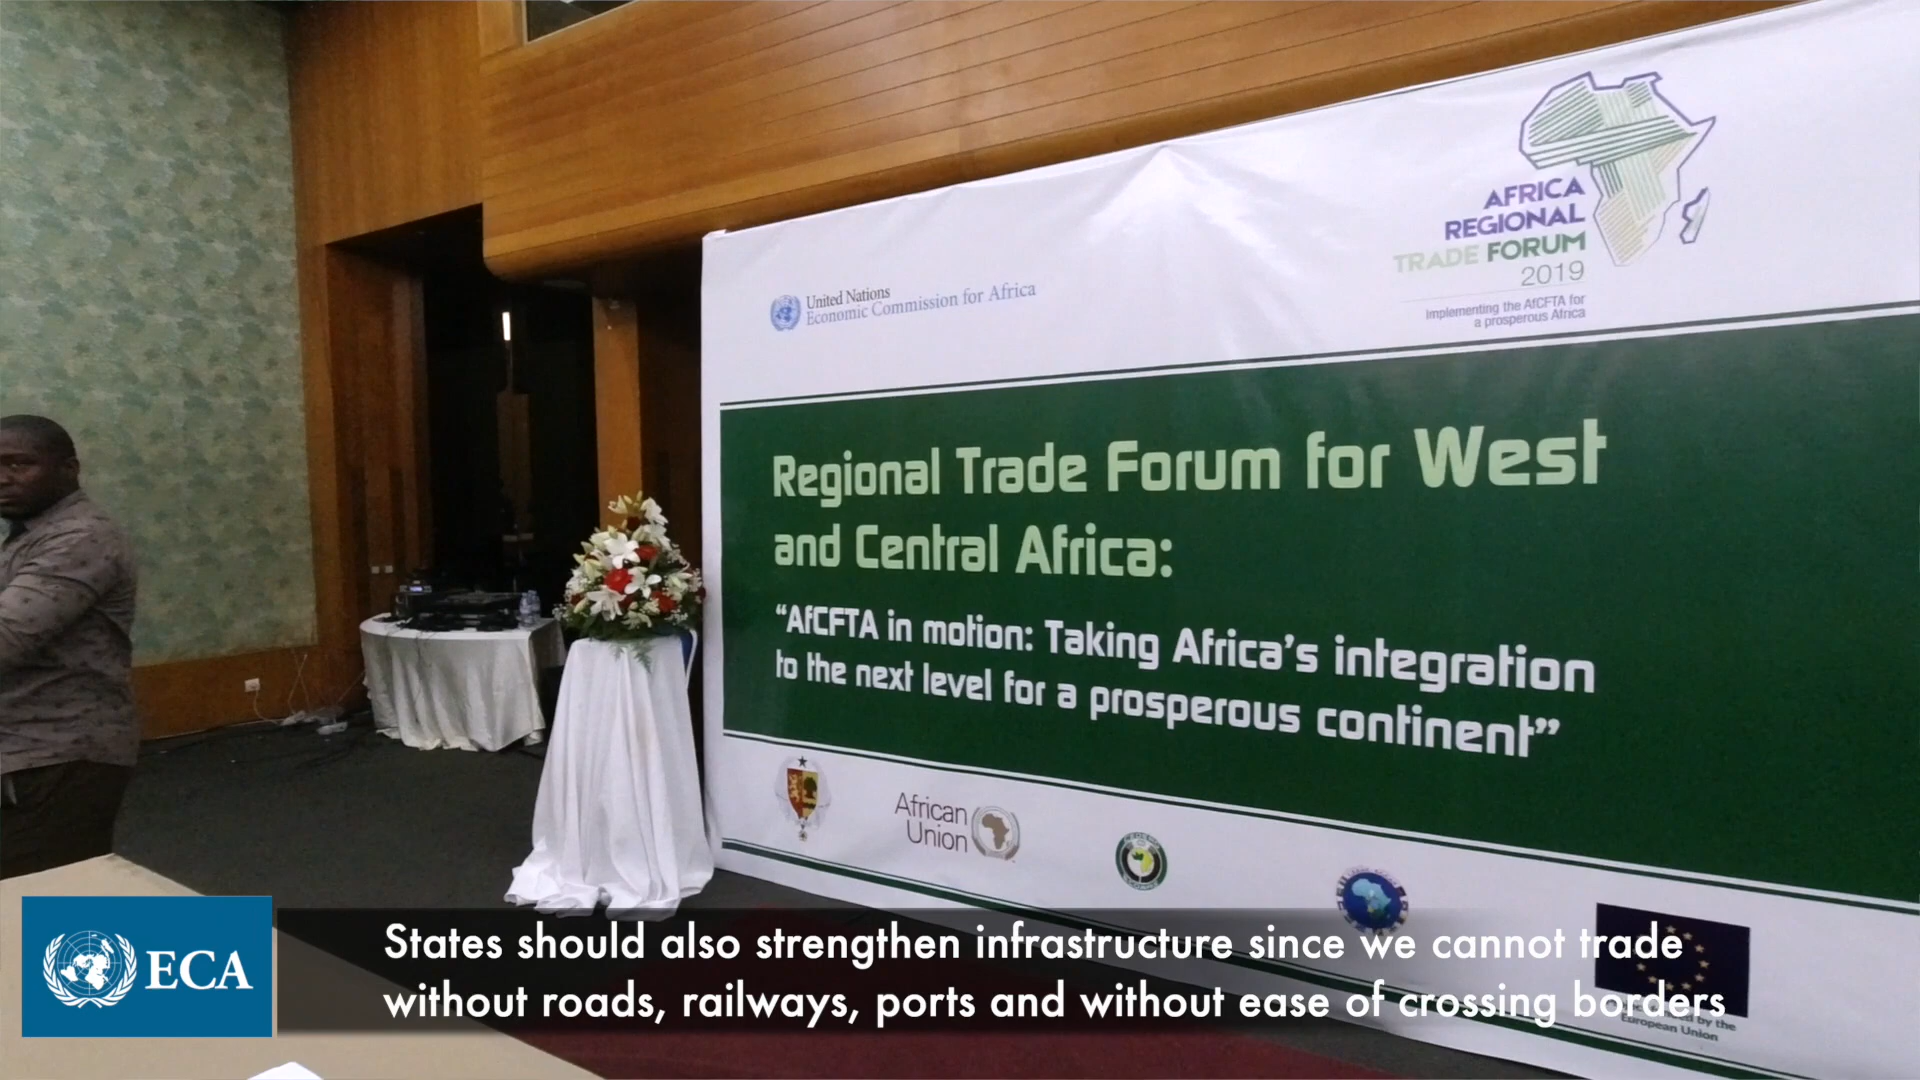 United Nations
Economic Commission for Africa
AFRICA
REGIONAL
TRADE FORUM
2019
Implementing the AfCFTA for
a prosperous Africa
Regional Trade Forum for West
and Central Africa:
“AfCFTA in motion: Taking Africa’s integration
to the next level for a prosperous continent”
African
Union
ECA
States should also strengthen infrastructure since we cannot trade
without roads, railways, ports and without ease of crossing borders
by the
European Union